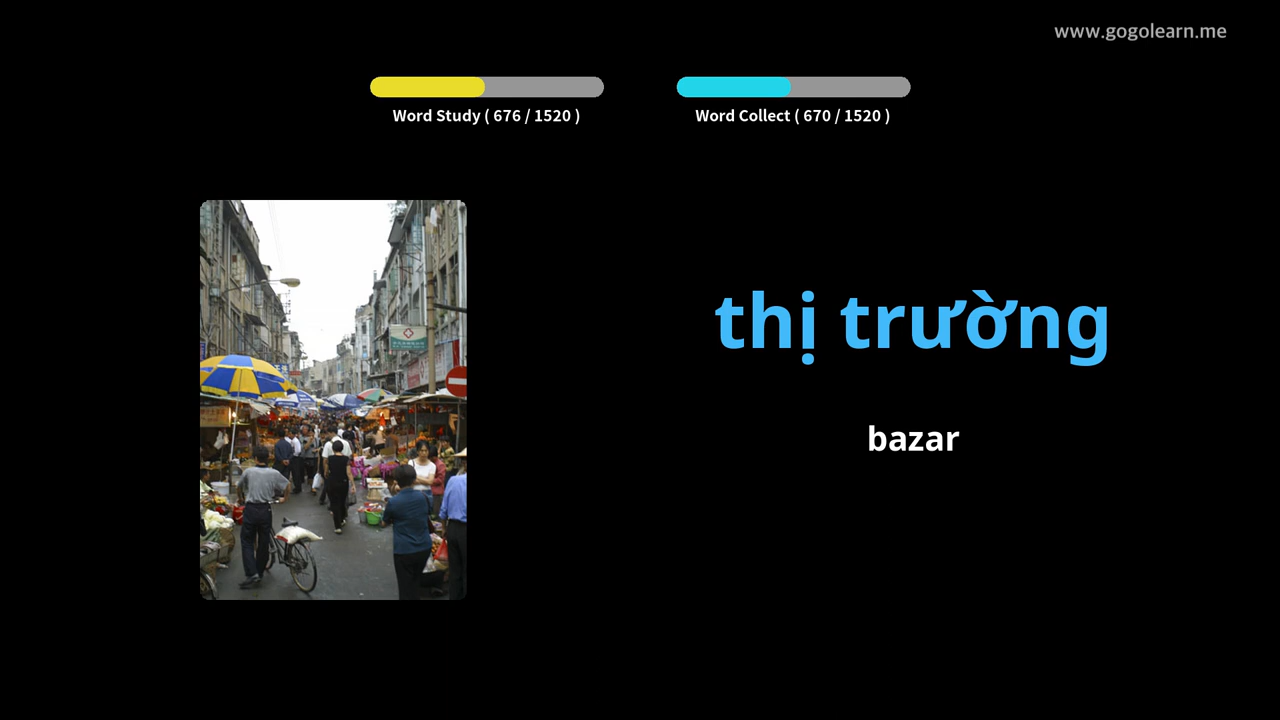 www.gogolearn.me
Word Study ( 676 / 1520 )
Word Collect ( 670 / 1520 )
thị trường
bazar